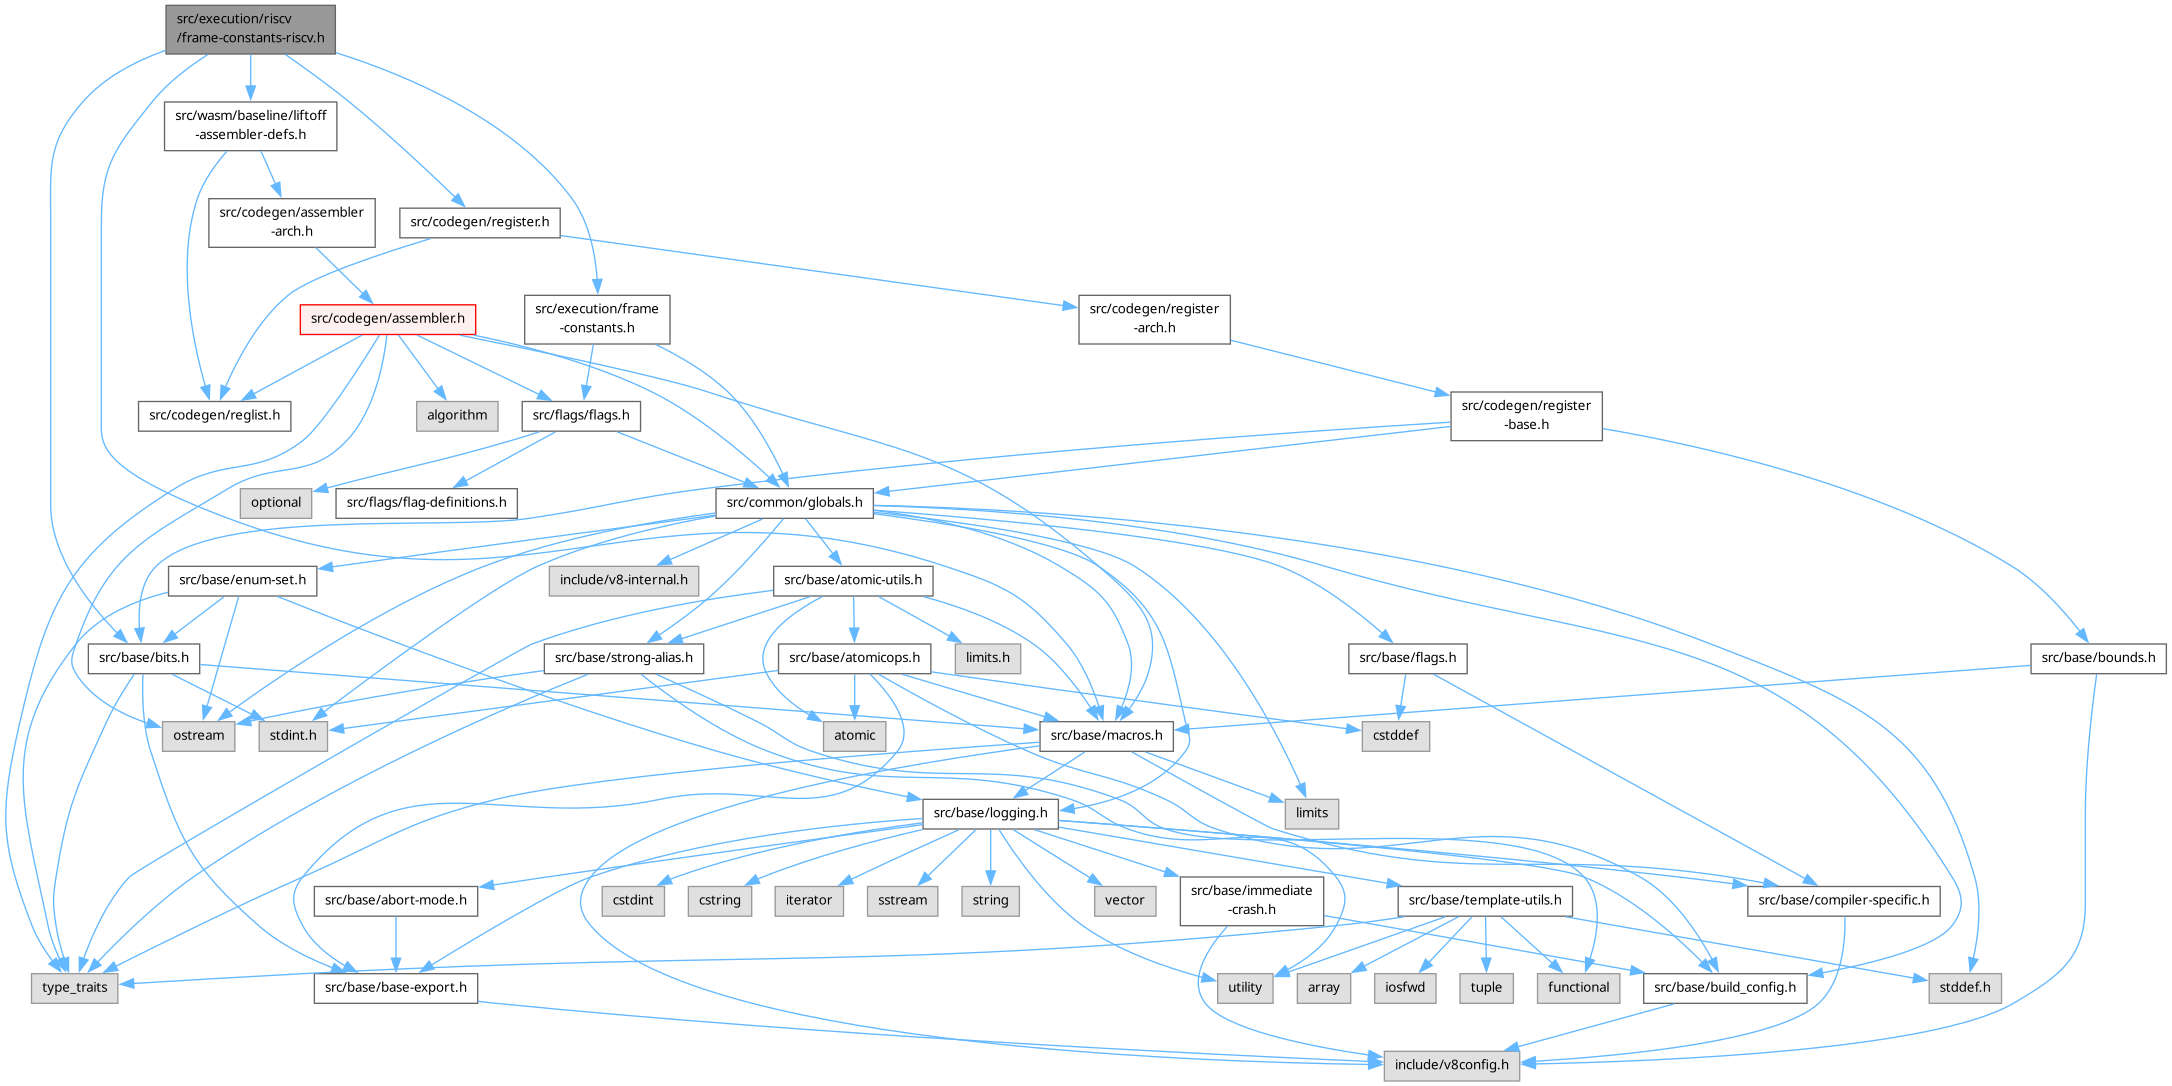 src/execution/riscv
/frame-constants-riscv.h
src/wasm/baseline/liftoff
-assembler-defs.h
src/codegen/assembler
-arch.h
src/codegen/register.h
src/codegen/assembler.h
src/execution/frame
-constants.h
src/codegen/register
-arch.h
src/codegen/reglist.h
algorithm
src/flags/flags.h
src/codegen/register
-base.h
optional
src/flags/flag-definitions.h
src/common/globals.h
src/base/enum-set.h
include/v8-internal.h
src/base/atomic-utils.h
src/base/bits.h
src/base/strong-alias.h
src/base/atomicops.h
limits.h
src/base/flags.h
src/base/bounds.h
ostream
stdint.h
atomic
src/base/macros.h
cstddef
src/base/logging.h
limits
src/base/abort-mode.h
cstdint
cstring
iterator
sstream
string
vector
src/base/immediate
-crash.h
src/base/template-utils.h
src/base/compiler-specific.h
type_traits
src/base/base-export.h
utility
array
iosfwd
tuple
functional
src/base/build_config.h
stddef.h
include/v8config.h